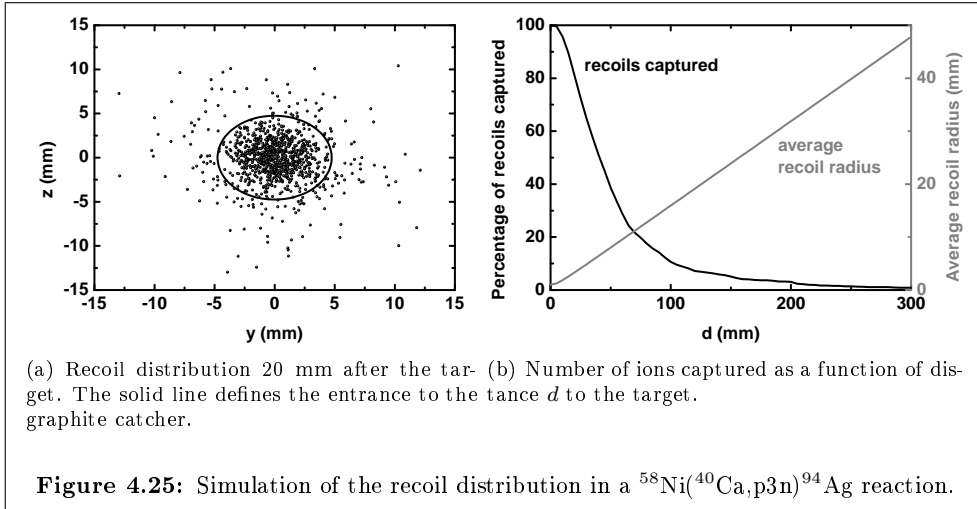 15
10
5
0
-5
-10
-15
z (mm)
-15 -10 -5 0 5 10 15
y (mm)
100
80
60
40
20
0
Percentage of recoils captured
recoils captured
average
recoil radius
40
20
0
Average recoil radius (mm)
0 100 200 300
d (mm)
(a) Recoil distribution 20 mm after the tar-
get. The solid line defines the entrance to the
graphite catcher.
(b) Number of ions captured as a function of dis-
tance d to the target.
Figure 4.25: Simulation of the recoil distribution in a ⁵⁸Ni(⁴⁰Ca,p3n)⁹⁴Ag reaction.